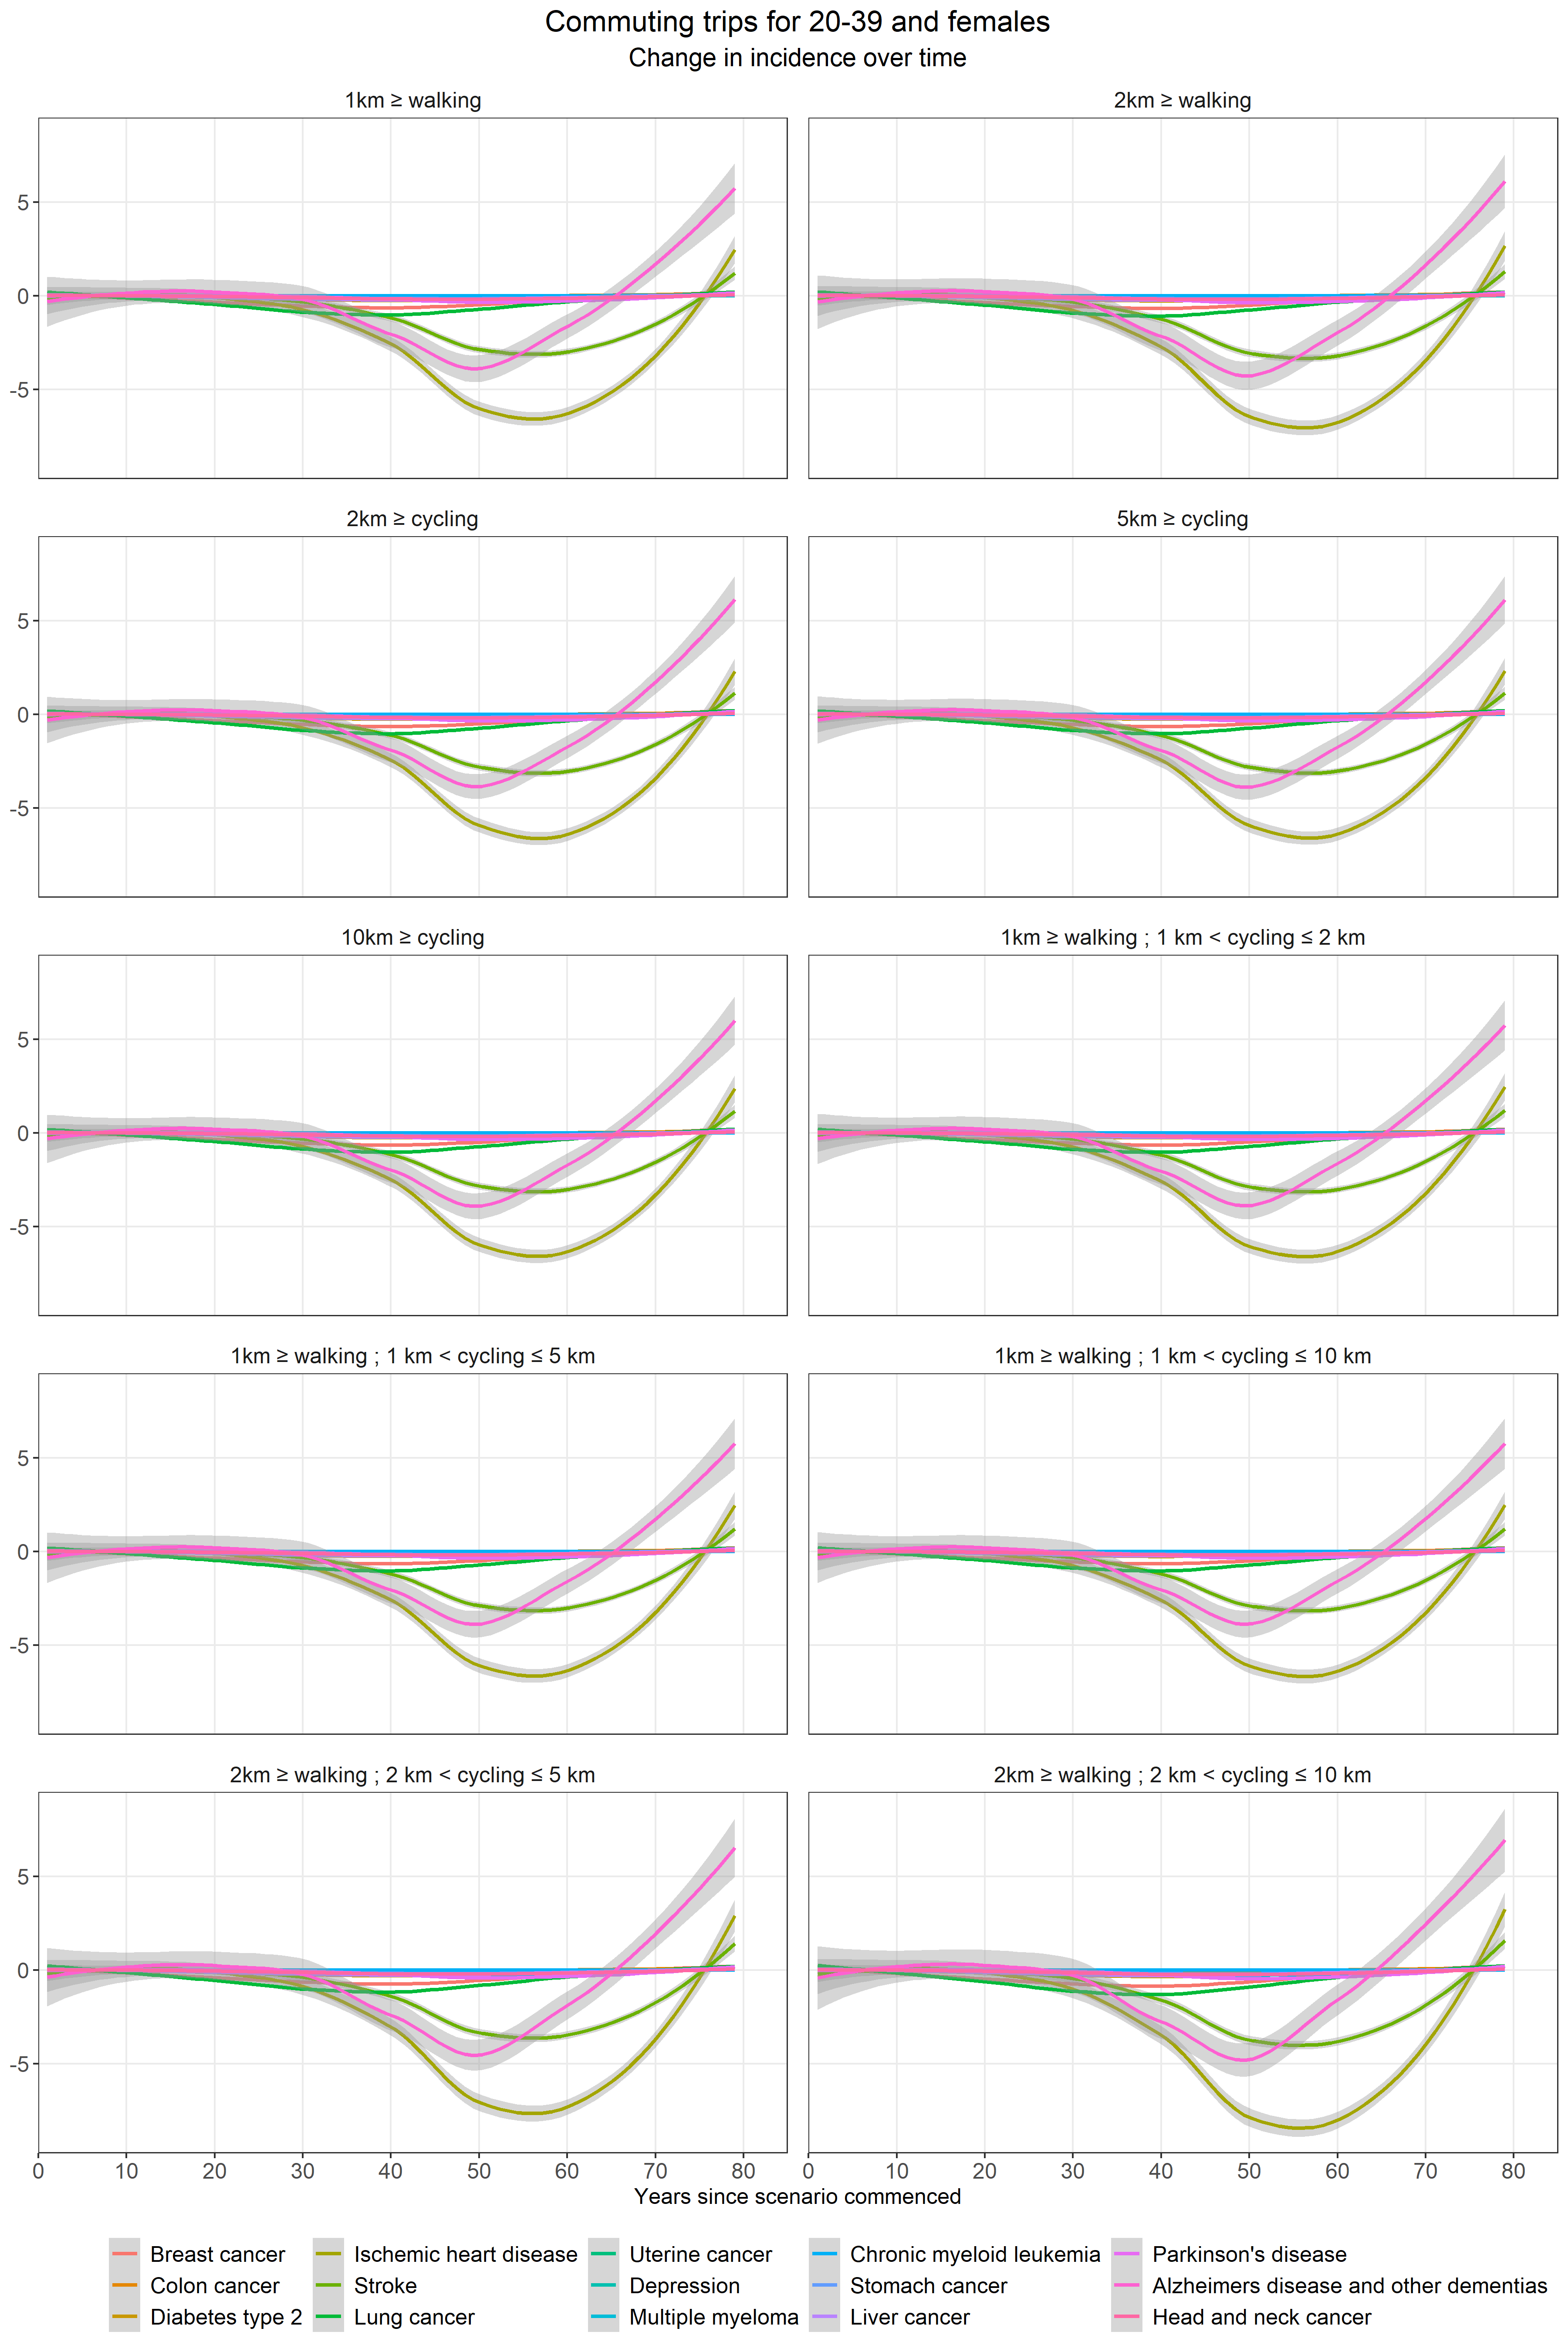 Commuting trips for 20-39 and females
Change in incidence over time
1km ≥ walking
2km ≥ walking
5
0
-5
2km ≥ cycling
5km ≥ cycling
5
0
-5
10km ≥ cycling
1km ≥ walking ; 1 km < cycling ≤ 2 km
5
0
-5
1km ≥ walking ; 1 km < cycling ≤ 5 km
1km ≥ walking ; 1 km < cycling ≤ 10 km
5
0
-5
2km ≥ walking ; 2 km < cycling ≤ 5 km
2km ≥ walking ; 2 km < cycling ≤ 10 km
5
0
-5
0 10 20 30 40 50 60 70 80
0 10 20 30 40 50 60 70 80
Years since scenario commenced
Breast cancer
Colon cancer
Diabetes type 2
Ischemic heart disease
Stroke
Lung cancer
Uterine cancer
Depression
Multiple myeloma
Chronic myeloid leukemia
Stomach cancer
Liver cancer
Parkinson's disease
Alzheimers disease and other dementias
Head and neck cancer